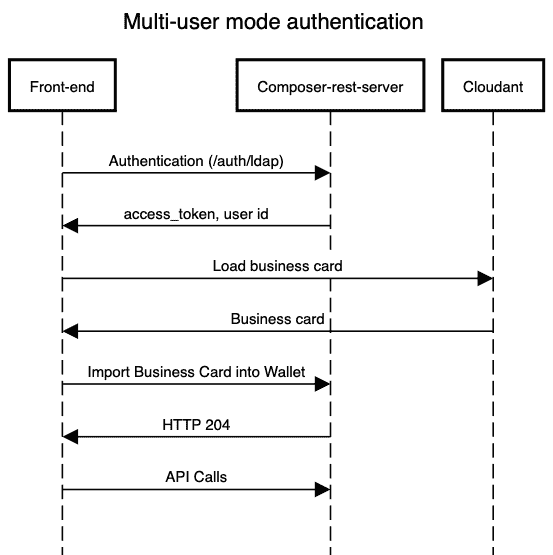 Multi-user mode authentication
Front-end
Composer-rest-server
Cloudant
Authentication (/auth/ldap)
access_token, user id
Load business card
Business card
Import Business Card into Wallet
HTTP 204
API Calls